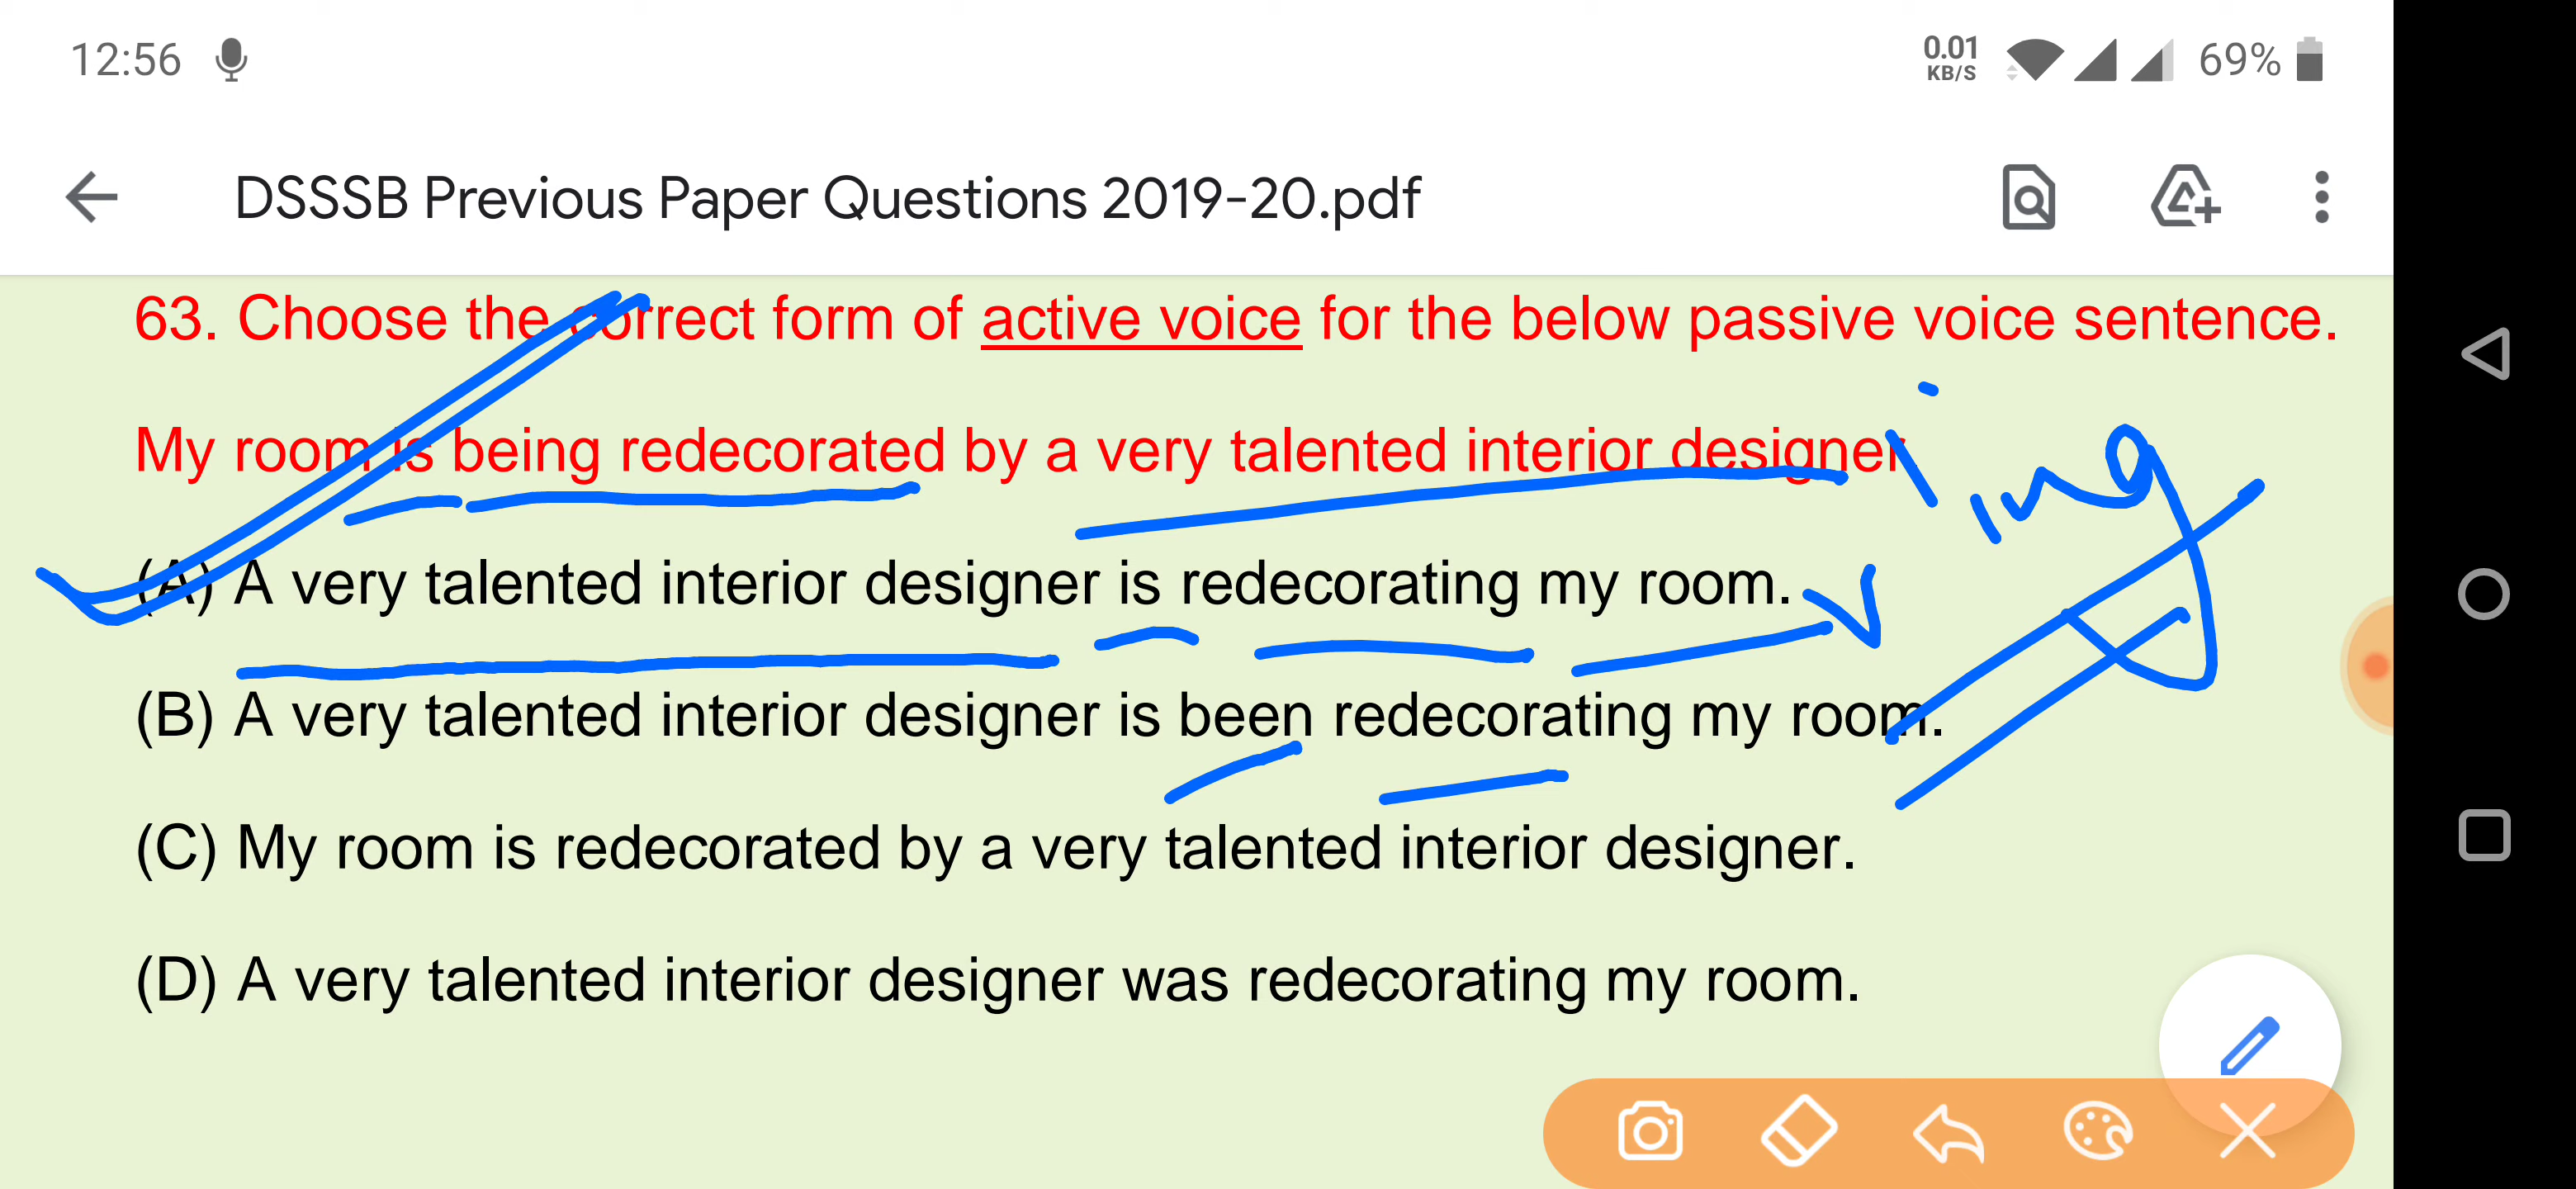 12:56
0.01
KB/S
69%
DSSSB Previous Paper Questions 2019-20.pdf
63. Choose the correct form of active voice for the below passive voice sentence.
My room is being redecorated by a very talented interior designer
ing
(A) A very talented interior designer is redecorating my room.
(B) A very talented interior designer is been redecorating my room.
(C) My room is redecorated by a very talented interior designer.
(D) A very talented interior designer was redecorating my room.